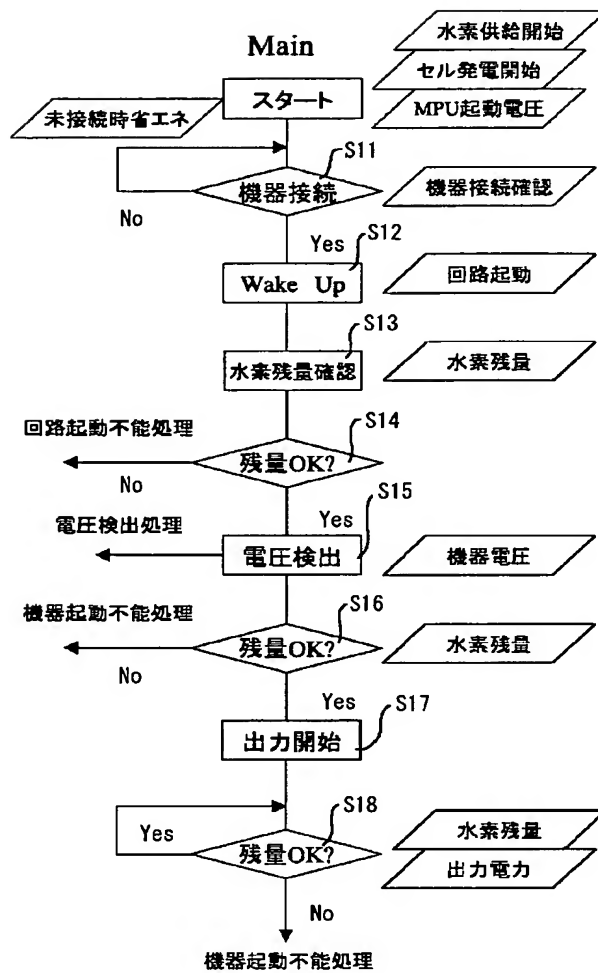 水素供給開始
Main
セル発電開始
スタート
MPU起動電圧
未接続時省エネ
S11
機器接続
機器接続確認
No
Yes
S12
Wake Up
回路起動
S13
水素残量確認
水素残量
回路起動不能処理
S14
残量OK?
No
Yes
S15
電圧検出処理
電圧検出
機器電圧
機器起動不能処理
S16
残量OK?
水素残量
No
Yes
S17
出力開始
S18
Yes
残量OK?
水素残量
出力電力
No
機器起動不能処理